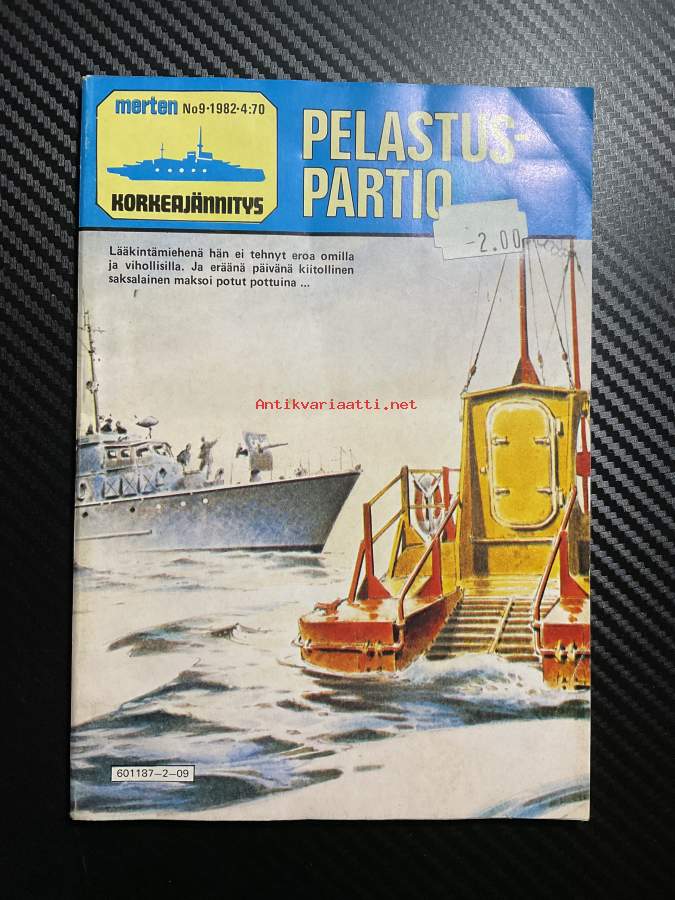 merten No9•1982•4:70
KORKEAJÄNNITYS
PELASTUS-
PARTIO
-2.00
Lääkintämiehenä hän ei tehnyt eroa omilla
ja vihollisilla. Ja eräänä päivänä kiitollinen
saksalainen maksoi potut pottuina ...
Antikvariaatti.net
601187–2–09